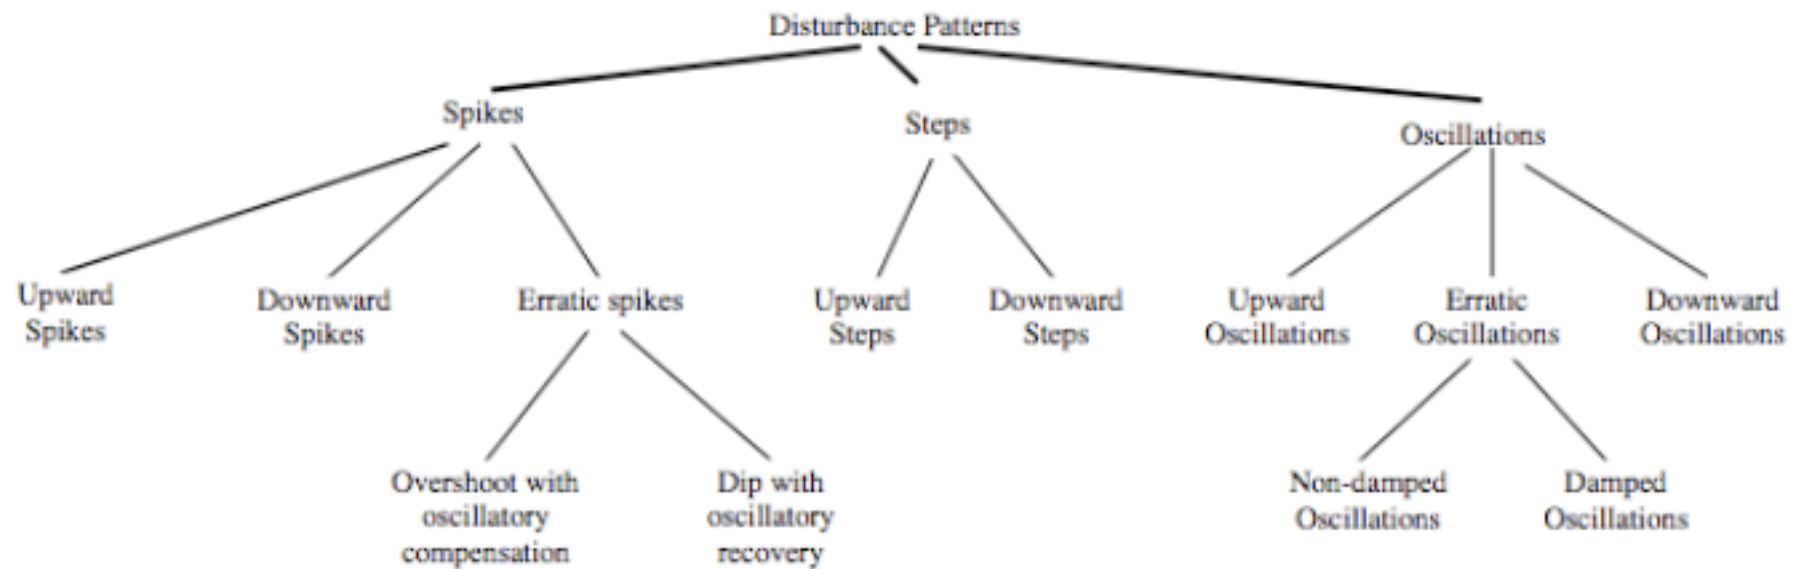 Disturbance Patterns
Spikes
Steps
Oscillations
Upward
Spikes
Downward
Spikes
Erratic spikes
Upward
Steps
Downward
Steps
Upward
Oscillations
Erratic
Oscillations
Downward
Oscillations
Overshoot with
oscillatory
compensation
Dip with
oscillatory
recovery
Non-damped
Oscillations
Damped
Oscillations